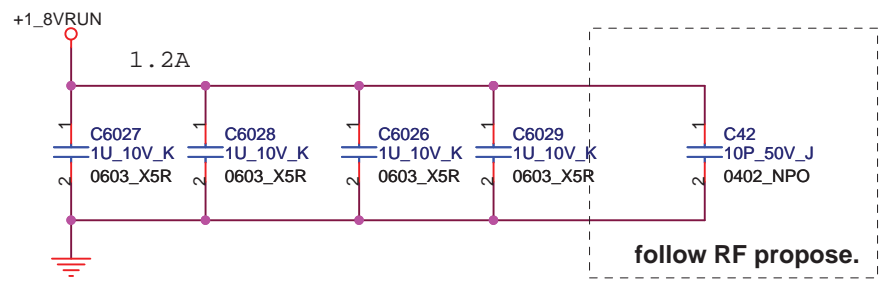 +1_8VRUN
1.2A
1
C6027
1U_10V_K
2
0603_X5R
1
C6028
1U_10V_K
2
0603_X5R
1
C6026
1U_10V_K
2
0603_X5R
1
C6029
1U_10V_K
2
0603_X5R
1
C42
10P_50V_J
2
0402_NPO
follow RF propose.